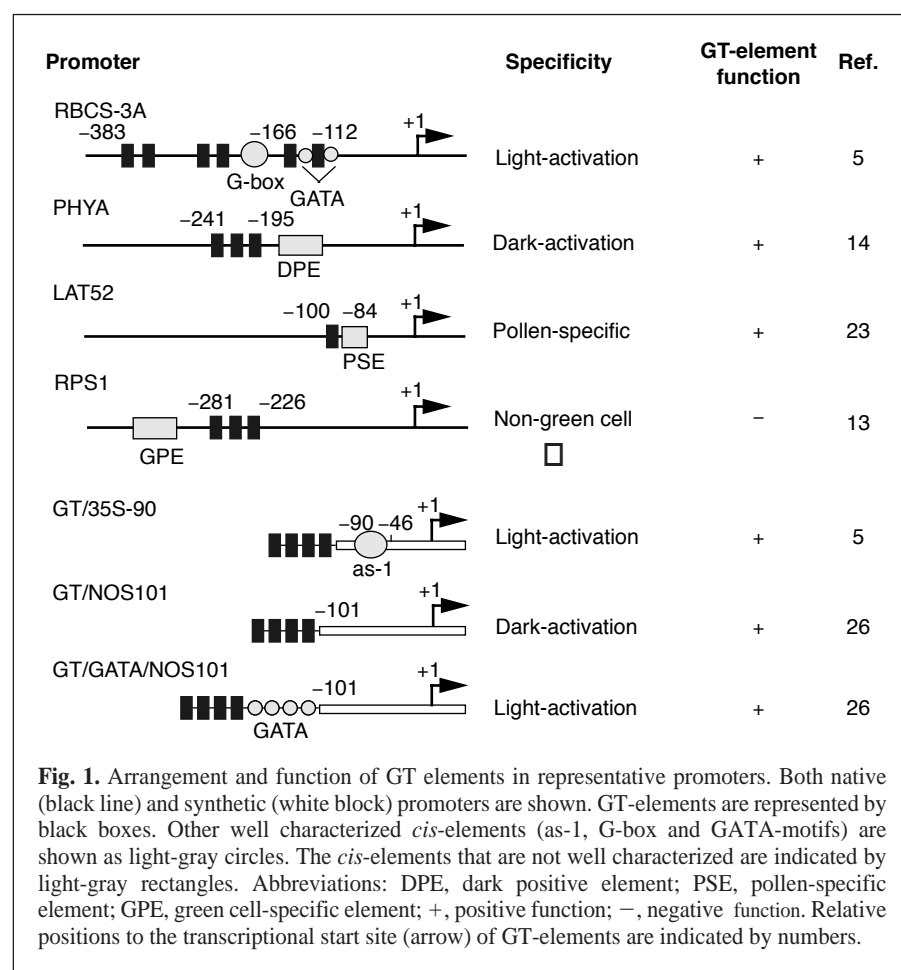 Promoter Specificity GT-element function Ref.
RBCS-3A
−383 −166 −112 +1
G-box
GATA
Light-activation + 5
PHYA
−241 −195 +1
DPE
Dark-activation + 14
LAT52
−100 −84 +1
PSE
Pollen-specific + 23
RPS1
−281 −226 +1
GPE
Non-green cell − 13
GT/35S-90
−90 −46 +1
as-1
Light-activation + 5
GT/NOS101
−101 +1
Dark-activation + 26
GT/GATA/NOS101
−101 +1
GATA
Light-activation + 26
Fig. 1. Arrangement and function of GT elements in representative promoters. Both native
(black line) and synthetic (white block) promoters are shown. GT-elements are represented by
black boxes. Other well characterized cis-elements (as-1, G-box and GATA-motifs) are
shown as light-gray circles. The cis-elements that are not well characterized are indicated by
light-gray rectangles. Abbreviations: DPE, dark positive element; PSE, pollen-specific
element; GPE, green cell-specific element; +, positive function; −, negative function. Relative
positions to the transcriptional start site (arrow) of GT-elements are indicated by numbers.